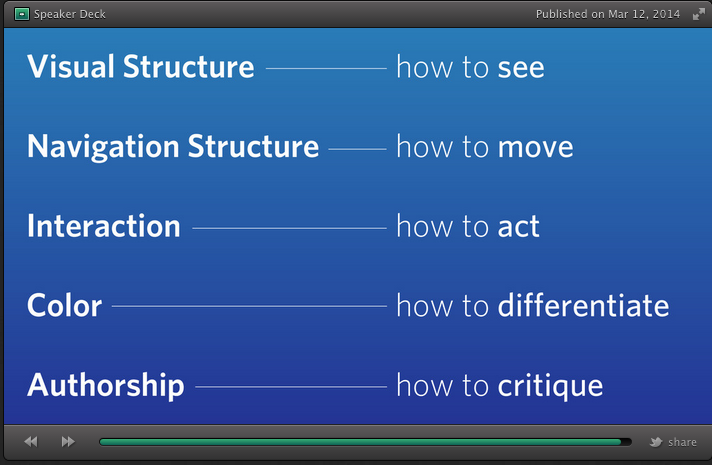 Speaker Deck Published on Mar 12, 2014
Visual Structure how to see
Navigation Structure how to move
Interaction how to act
Color how to differentiate
Authorship how to critique
share